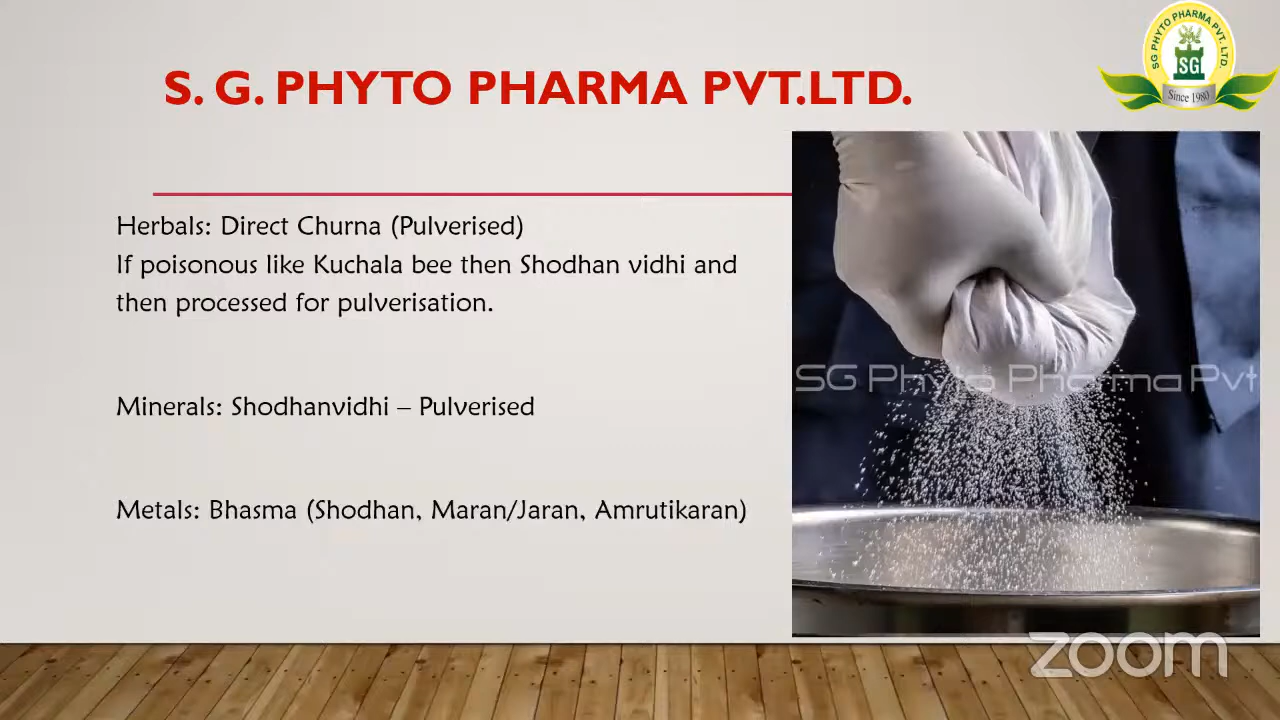 SG PHYTO PHARMA PVT. LTD.
SGI
Since 1980
S. G. PHYTO PHARMA PVT.LTD.
Herbals: Direct Churna (Pulverised)
If poisonous like Kuchala bee then Shodhan vidhi and
then processed for pulverisation.
Minerals: Shodhanvidhi – Pulverised
Metals: Bhasma (Shodhan, Maran/Jaran, Amrutikaran)
SG Phyto Pharma Pvt
zoom